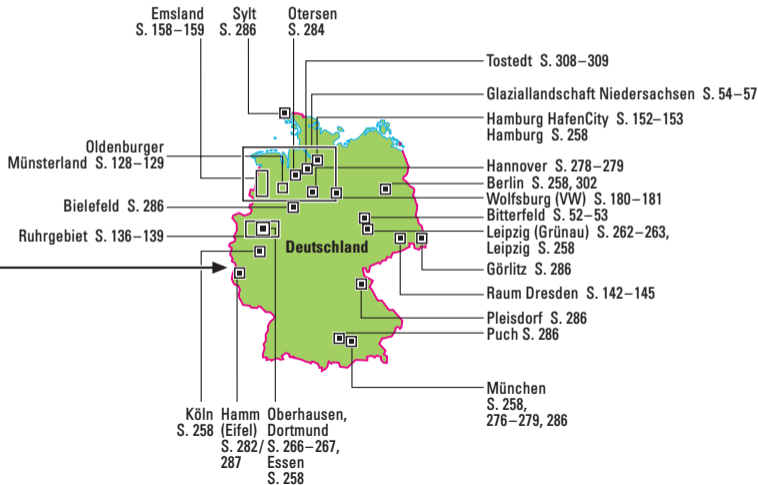 Emsland
S. 158–159
Sylt
S. 286
Otersen
S. 284
Tostedt S. 308–309
Glaziallandschaft Niedersachsen S. 54–57
Hamburg HafenCity S. 152–153
Hamburg S. 258
Oldenburger
Münsterland S. 128–129
Hannover S. 278–279
Berlin S. 258, 302
Wolfsburg (VW) S. 180–181
Bielefeld S. 286
Bitterfeld S. 52–53
Ruhrgebiet S. 136–139
Leipzig (Grünau) S. 262–263,
Leipzig S. 258
Deutschland
Görlitz S. 286
Raum Dresden S. 142–145
Pleisdorf S. 286
Puch S. 286
München
S. 258,
276–279, 286
Köln
S. 258
Hamm
(Eifel)
S. 282/
287
Oberhausen,
Dortmund
S. 266–267,
Essen
S. 258